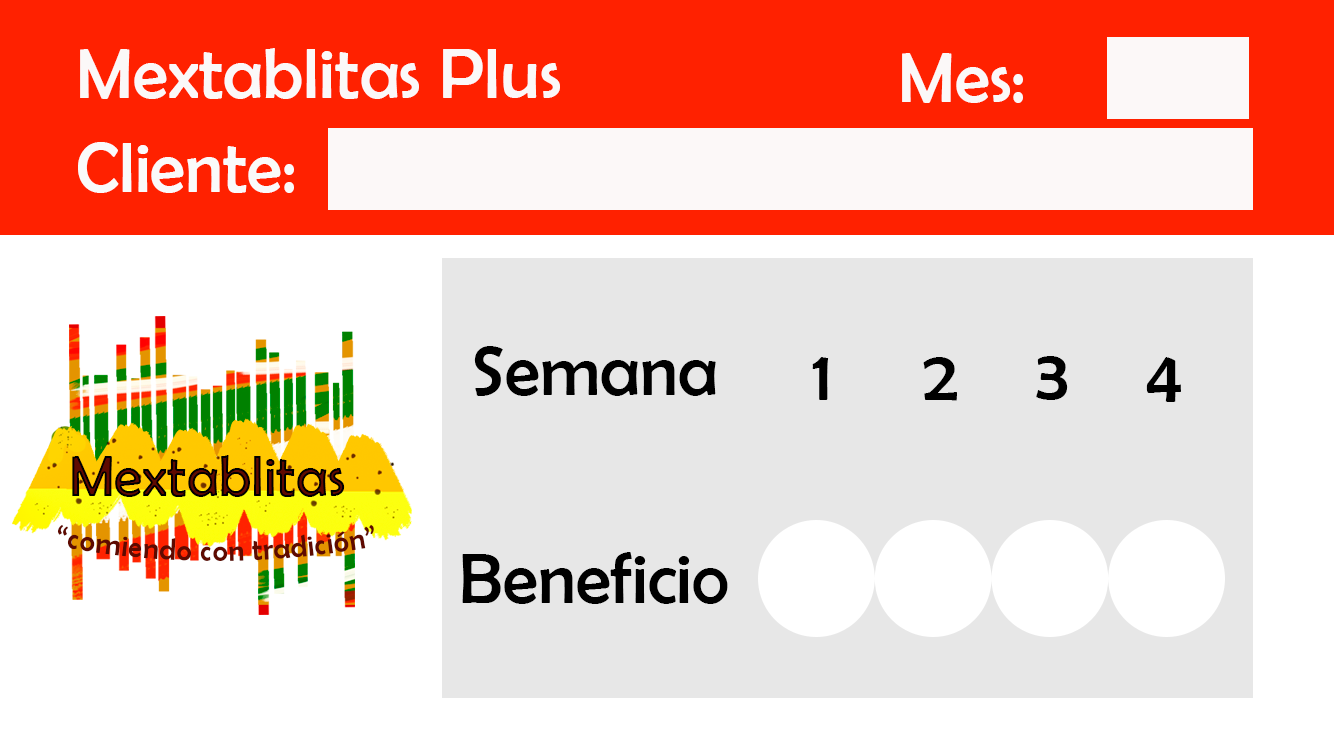 Mextablitas Plus
Mes:
Cliente:
Semana 1 2 3 4
Mextablitas
“comiendo con tradición”
Beneficio